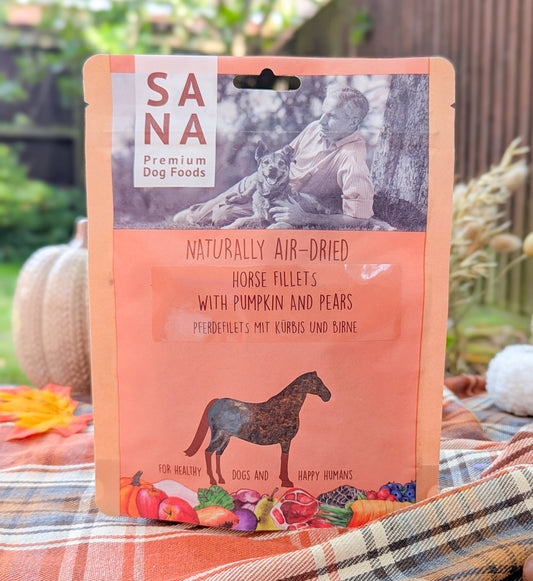 SA
NA
Premium
Dog Foods
NATURALLY AIR-DRIED
HORSE FILLETS
WITH PUMPKIN AND PEARS
PFERDEFILETS MIT KÜRBIS UND BIRNE
FOR HEALTHY DOGS AND HAPPY HUMANS